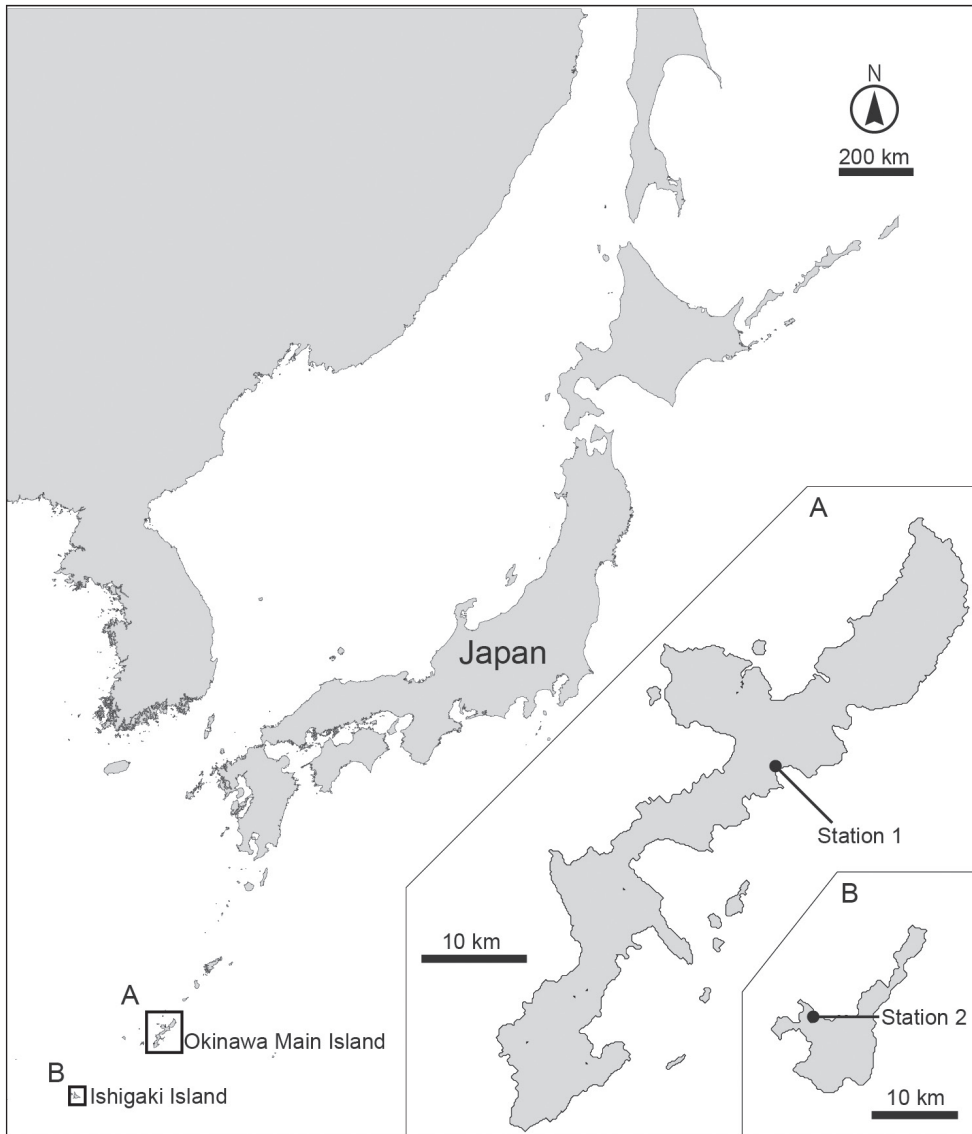 N
200 km
A
Japan
Station 1
B
10 km
A
Station 2
Okinawa Main Island
B
Ishigaki Island
10 km